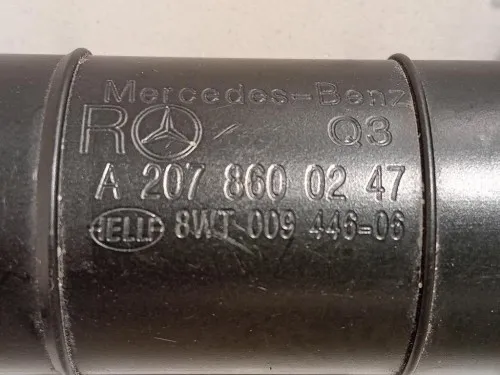 Mercedes-Benz
R Q3
A 207 860 02 47
HELLA 8WT 009 446-06